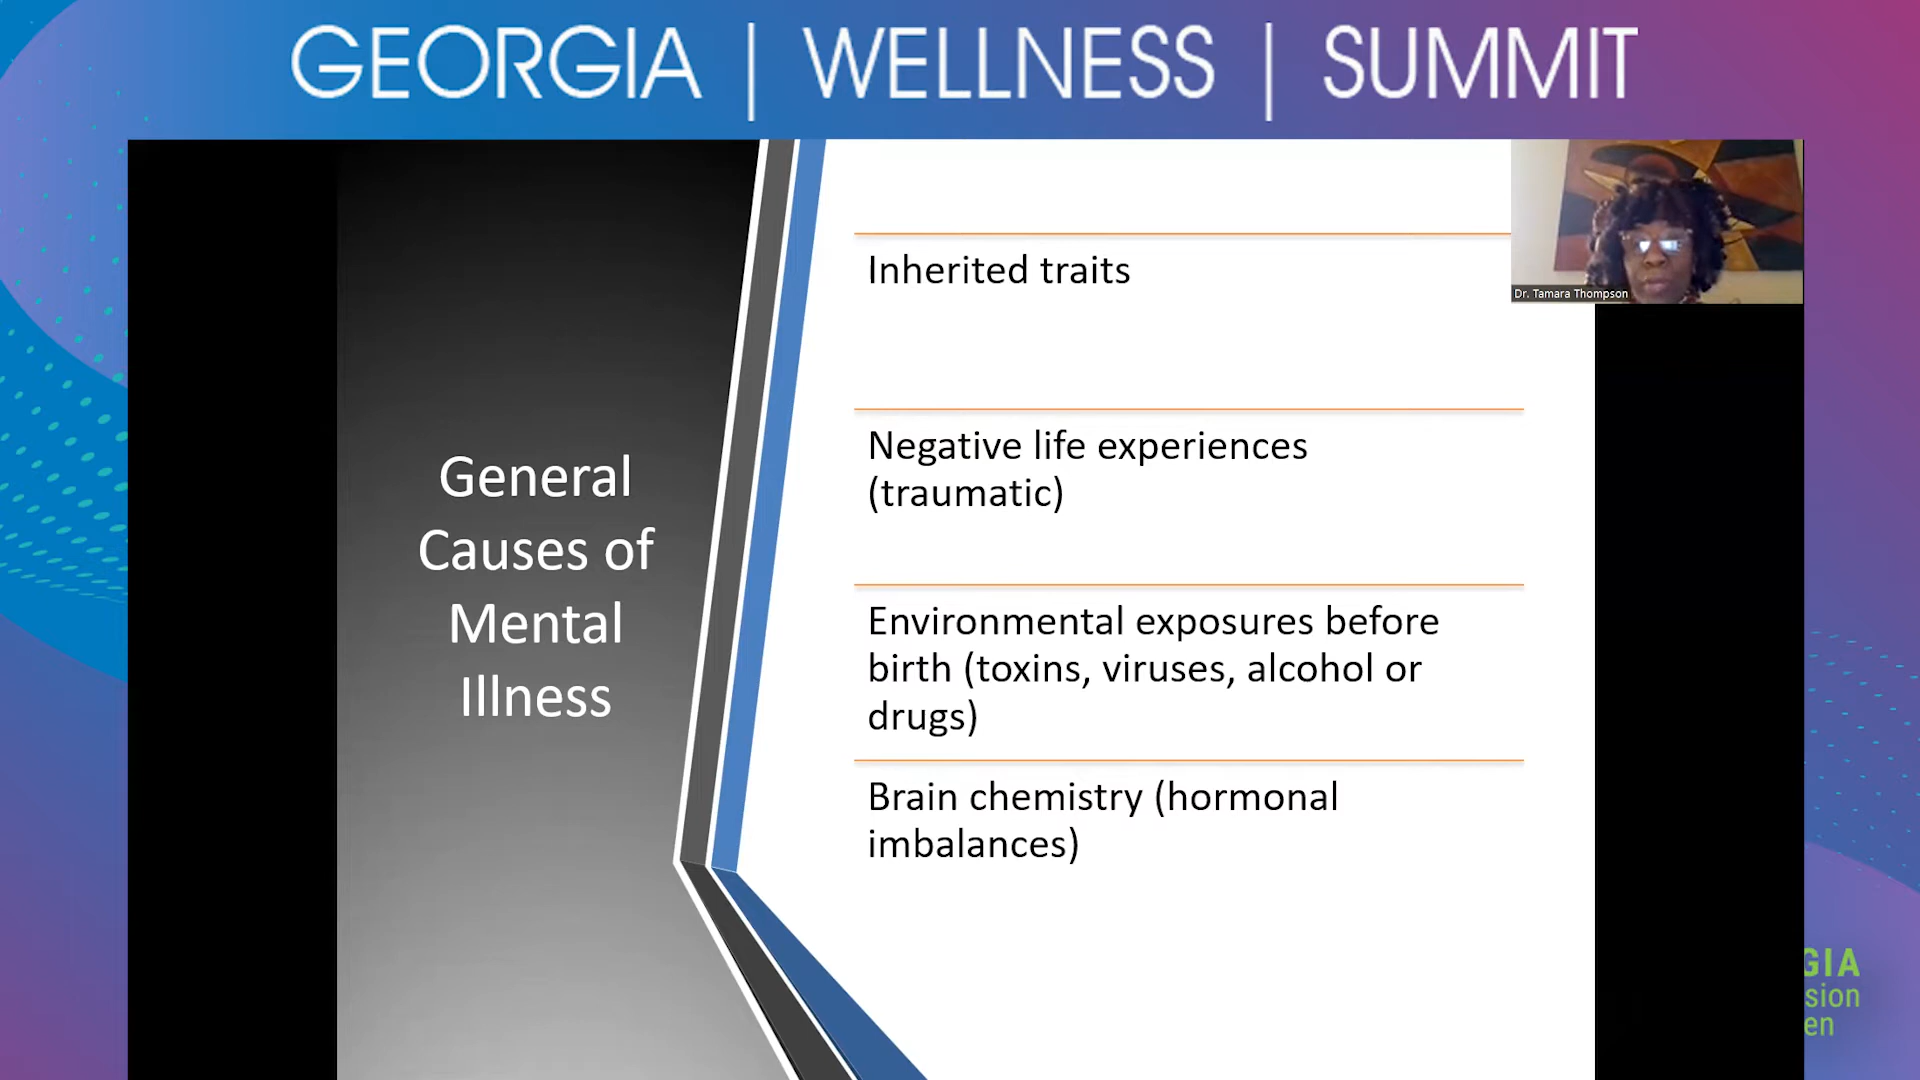 GEORGIA | WELLNESS | SUMMIT
Dr. Tamara Thompson
General
Causes of
Mental
Illness
Inherited traits
Negative life experiences
(traumatic)
Environmental exposures before
birth (toxins, viruses, alcohol or
drugs)
Brain chemistry (hormonal
imbalances)
GIA
sion
en